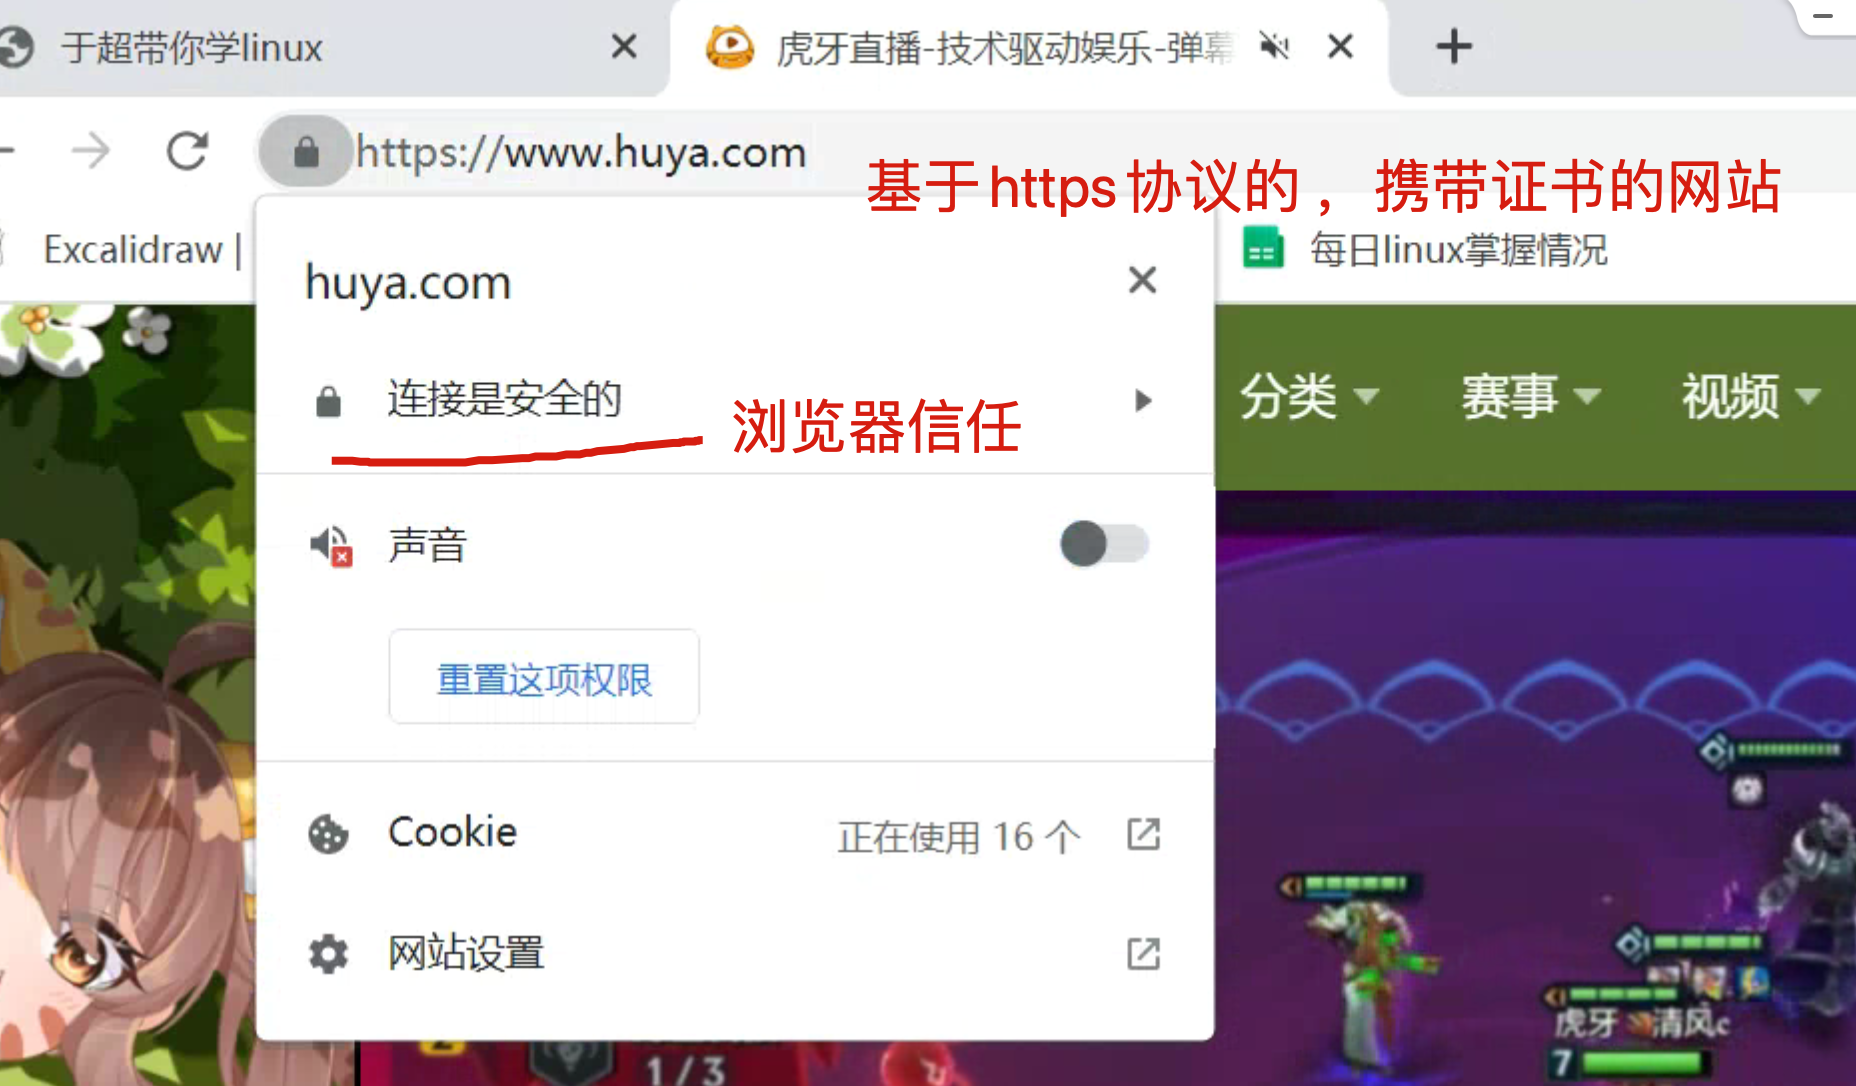 于超带你学linux
虎牙直播-技术驱动娱乐-弹幕
https://www.huya.com
基于https协议的，携带证书的网站
Excalidraw |
每日linux掌握情况
huya.com
连接是安全的
浏览器信任
分类
赛事
视频
声音
重置这项权限
Cookie
正在使用 16 个
网站设置
虎牙
清风c
7
2
1/3